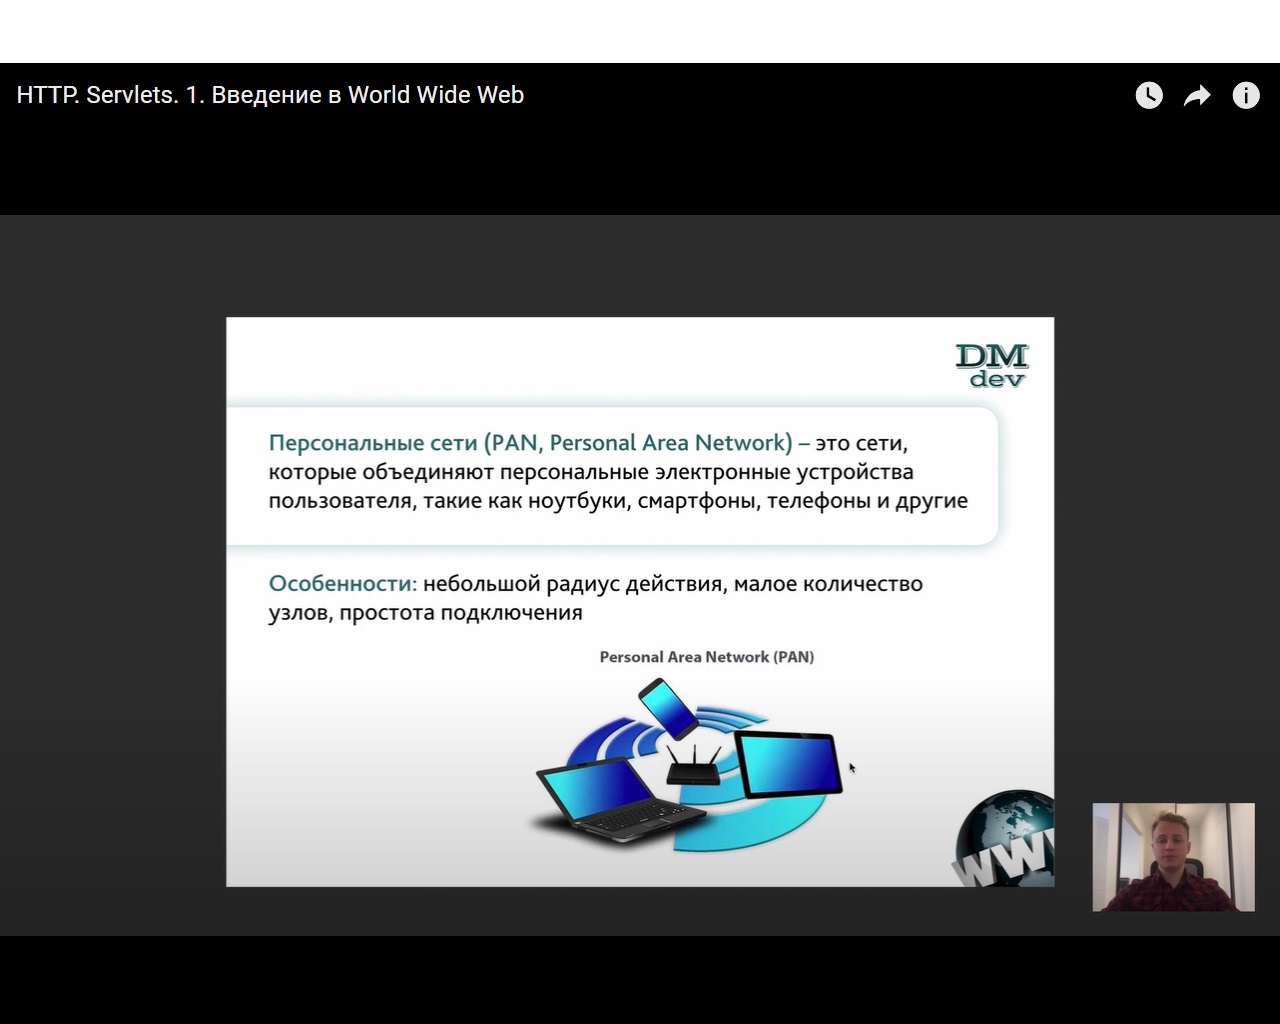 HTTP. Servlets. 1. Введение в World Wide Web
DM
dev
Персональные сети (PAN, Personal Area Network) – это сети,
которые объединяют персональные электронные устройства
пользователя, такие как ноутбуки, смартфоны, телефоны и другие
Особенности: небольшой радиус действия, малое количество
узлов, простота подключения
Personal Area Network (PAN)
WW